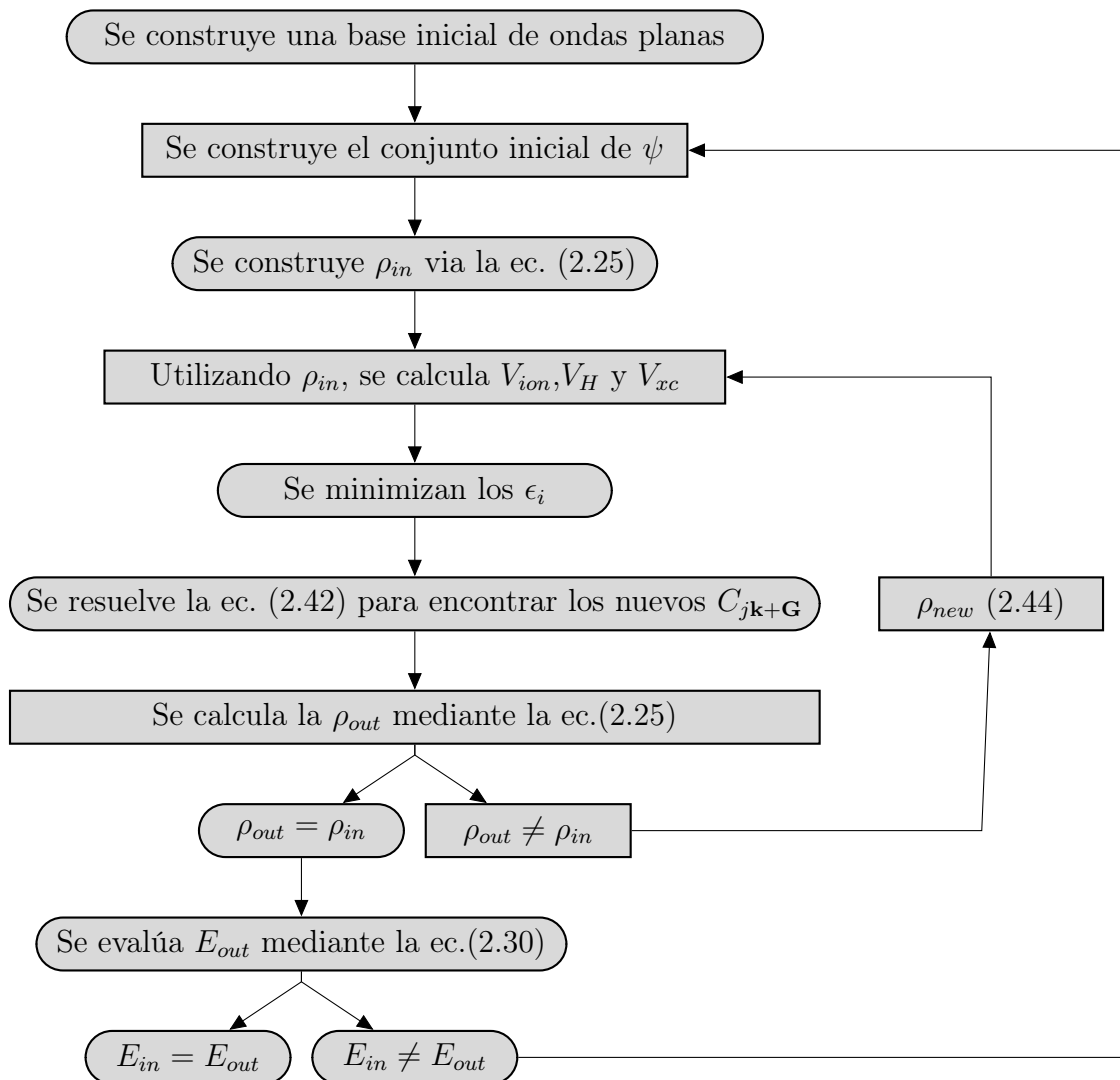 Se construye una base inicial de ondas planas
Se construye el conjunto inicial de ψ
Se construye ρ_in via la ec. (2.25)
Utilizando ρ_in, se calcula V_ion,V_H y V_xc
Se minimizan los ϵ_i
Se resuelve la ec. (2.42) para encontrar los nuevos C_jk+G
ρ_new (2.44)
Se calcula la ρ_out mediante la ec.(2.25)
ρ_out = ρ_in
ρ_out ≠ ρ_in
Se evalúa E_out mediante la ec.(2.30)
E_in = E_out
E_in ≠ E_out